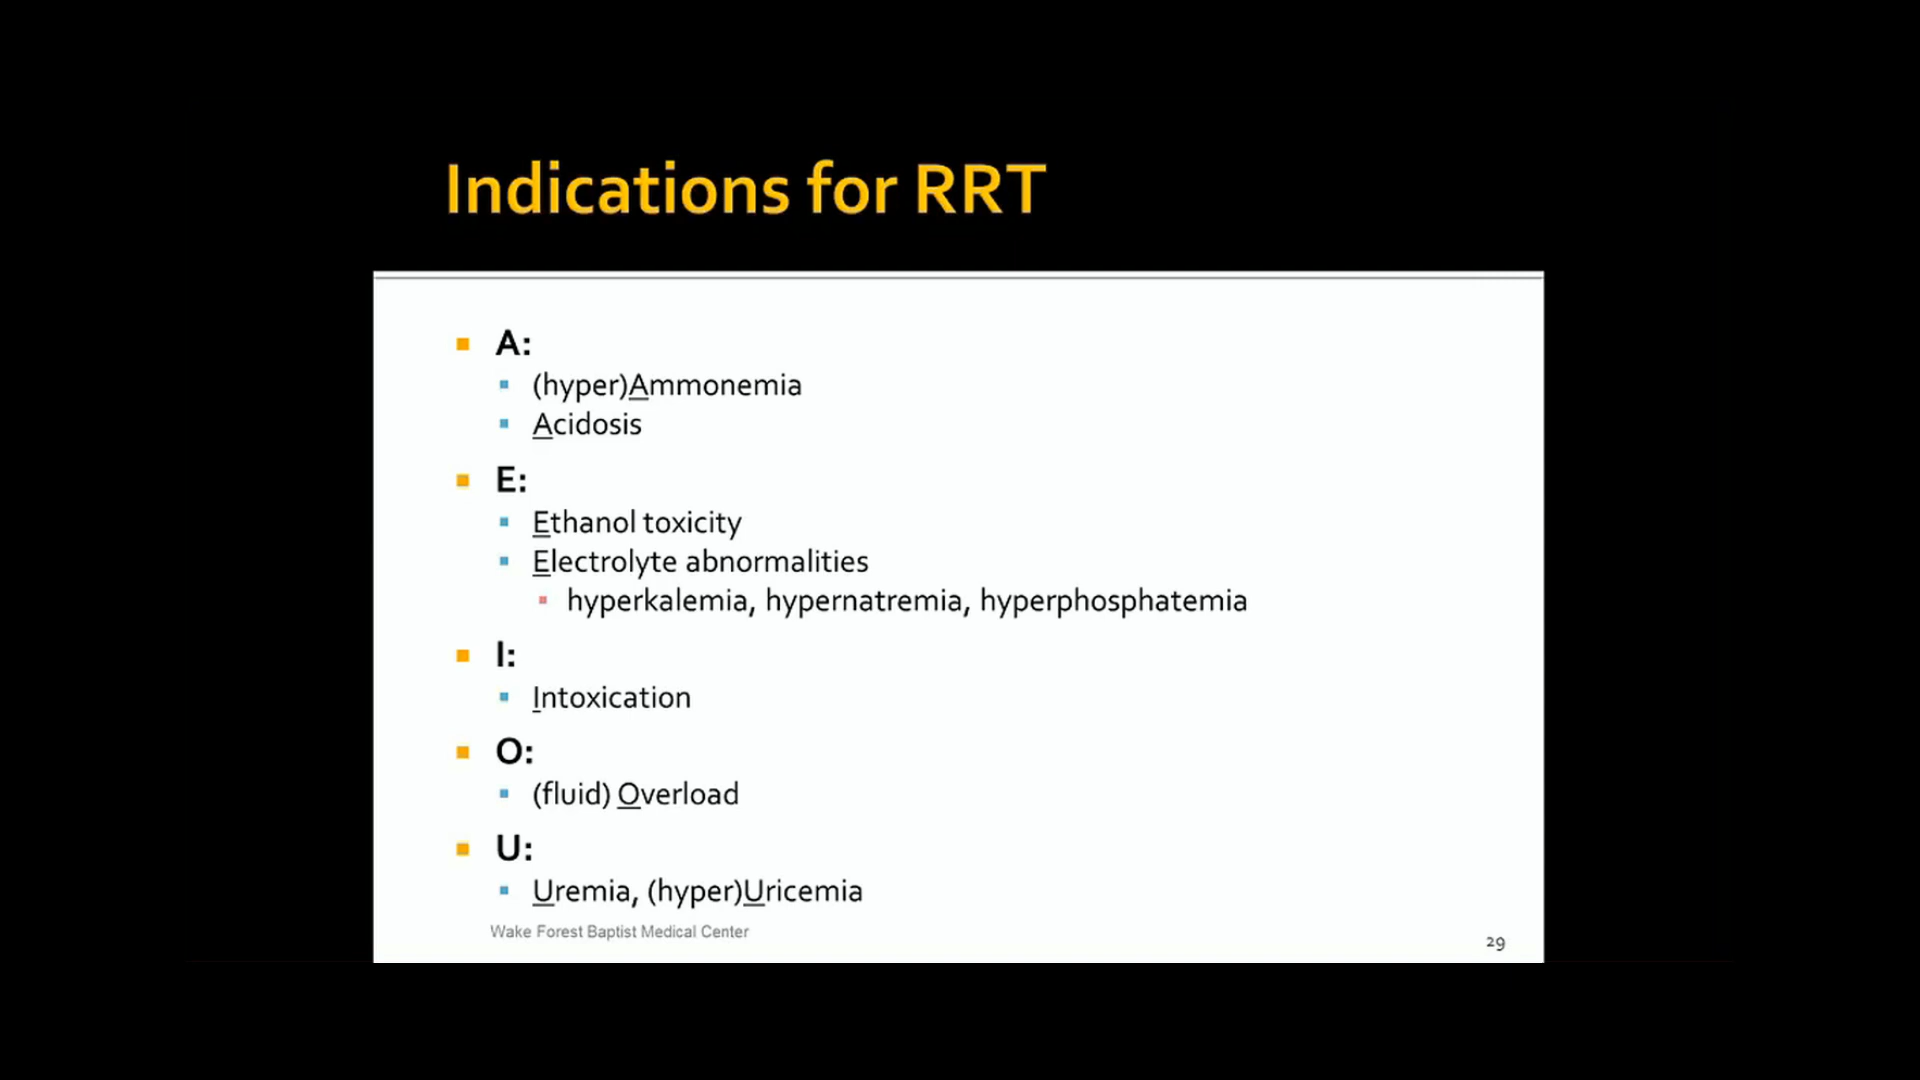 Indications for RRT
A:
(hyper)Ammonemia
Acidosis
E:
Ethanol toxicity
Electrolyte abnormalities
hyperkalemia, hypernatremia, hyperphosphatemia
I:
Intoxication
O:
(fluid) Overload
U:
Uremia, (hyper)Uricemia
Wake Forest Baptist Medical Center
29